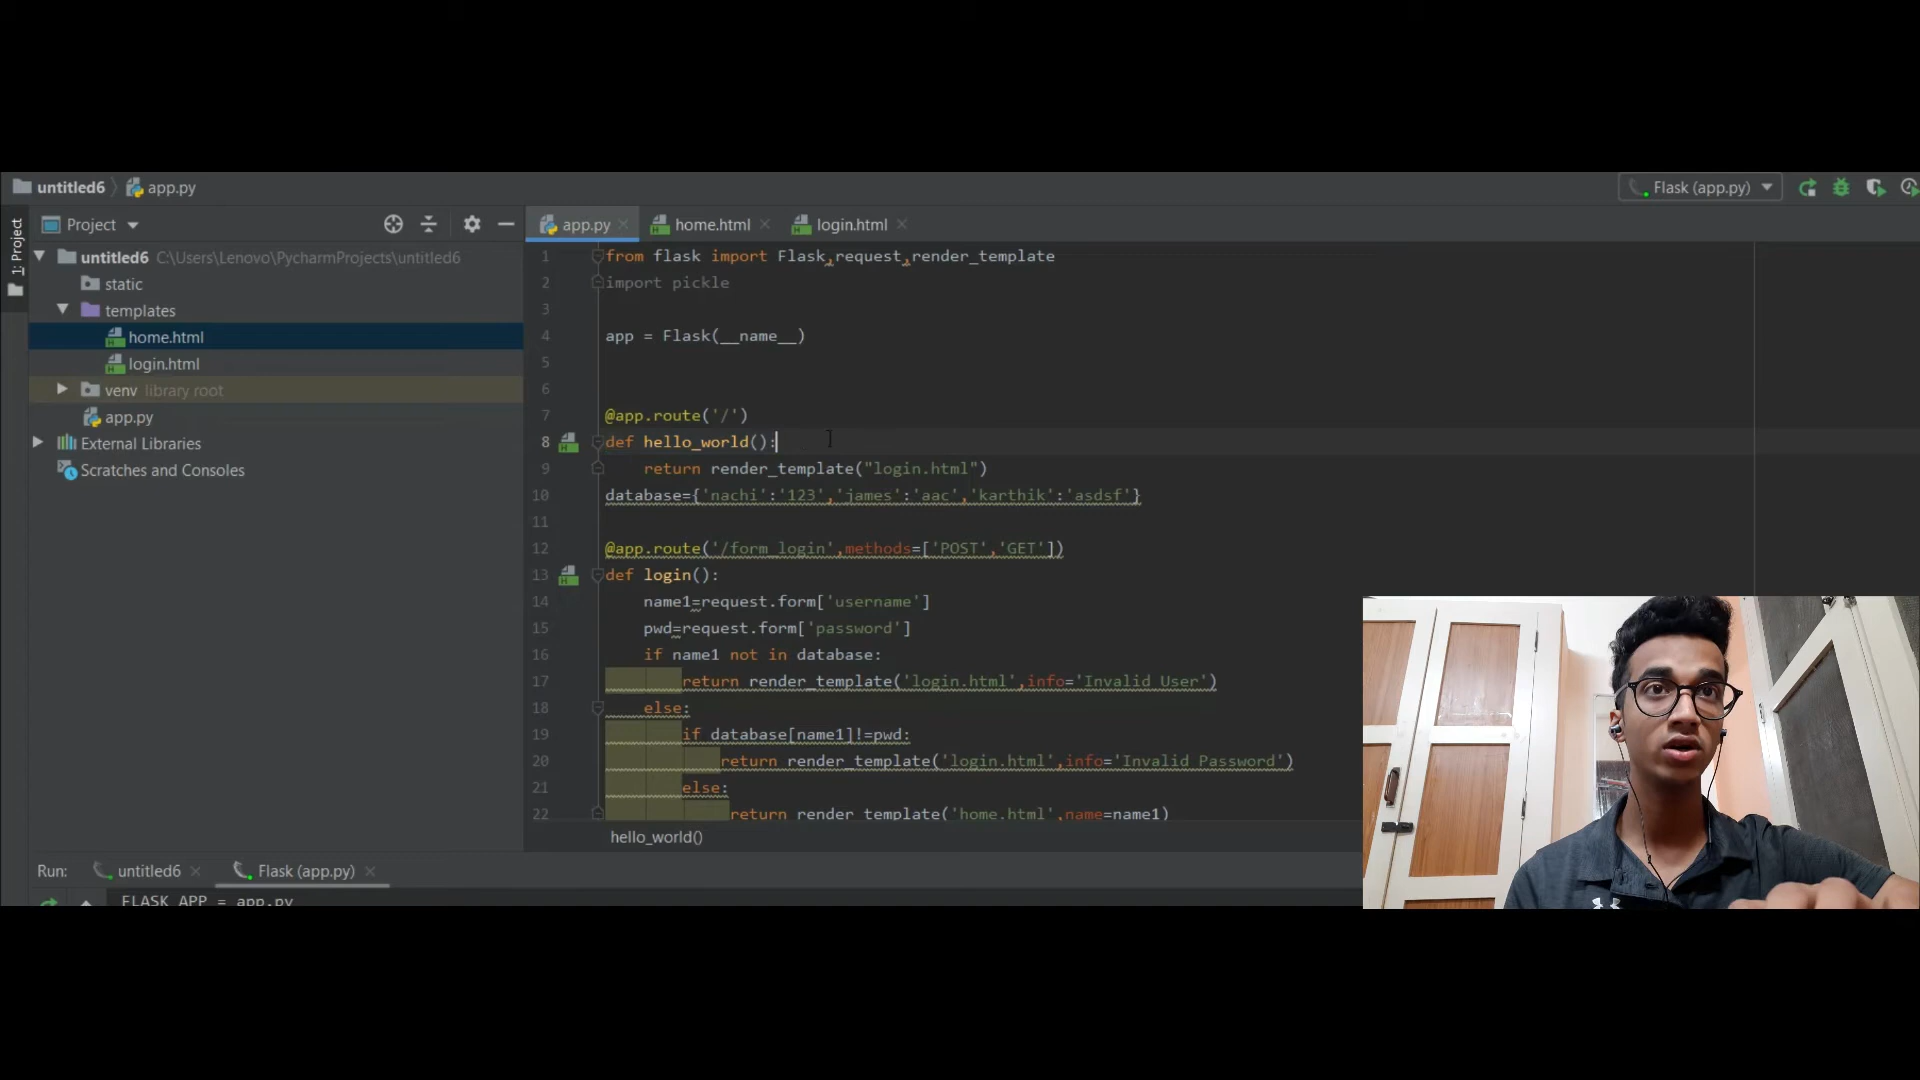 untitled6 app.py
Flask (app.py)
1: Project
Project
app.py
home.html
login.html
untitled6 C:\Users\Lenovo\PycharmProjects\untitled6
static
templates
home.html
login.html
venv library root
app.py
External Libraries
Scratches and Consoles
1 from flask import Flask,request,render_template
2 import pickle
3
4 app = Flask(__name__)
5
6
7 @app.route('/')
8 def hello_world():
9 return render_template("login.html")
10 database={'nachi':'123','james':'aac','karthik':'asdsf'}
11
12 @app.route('/form_login',methods=['POST','GET'])
13 def login():
14 name1=request.form['username']
15 pwd=request.form['password']
16 if name1 not in database:
17 return render_template('login.html',info='Invalid User')
18 else:
19 if database[name1]!=pwd:
20 return render_template('login.html',info='Invalid Password')
21 else:
22 return render_template('home.html',name=name1)
hello_world()
Run: untitled6 Flask (app.py)
FLASK_APP = app.py